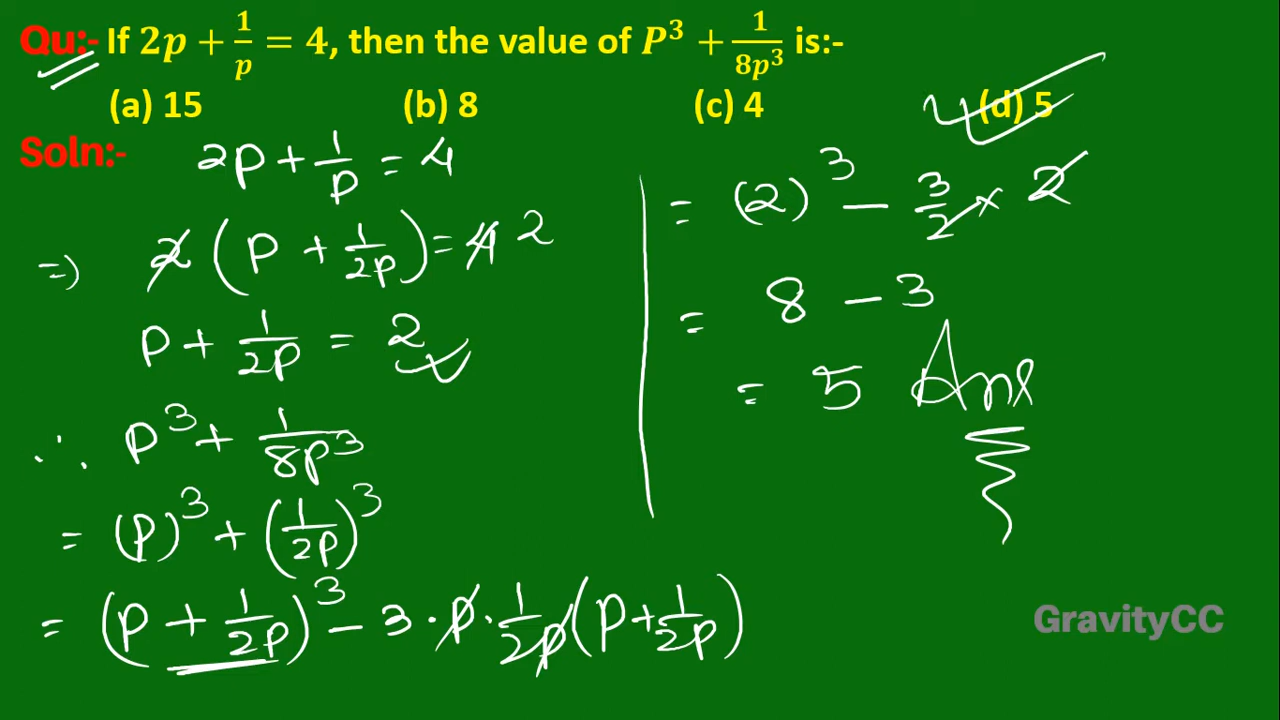 Qu:- If 2p + 1/p = 4, then the value of P³ + 1/8p³ is:-
(a) 15 (b) 8 (c) 4 (d) 5
Soln:- 2p + 1/p = 4
=) 2(p + 1/2p) = 4 2
p + 1/2p = 2
∴ p³ + 1/8p³
= (p)³ + (1/2p)³
= (p + 1/2p)³ - 3 · p · 1/2p (p + 1/2p)
= (2)³ - 3/2 × 2
= 8 - 3
= 5 Ans
GravityCC